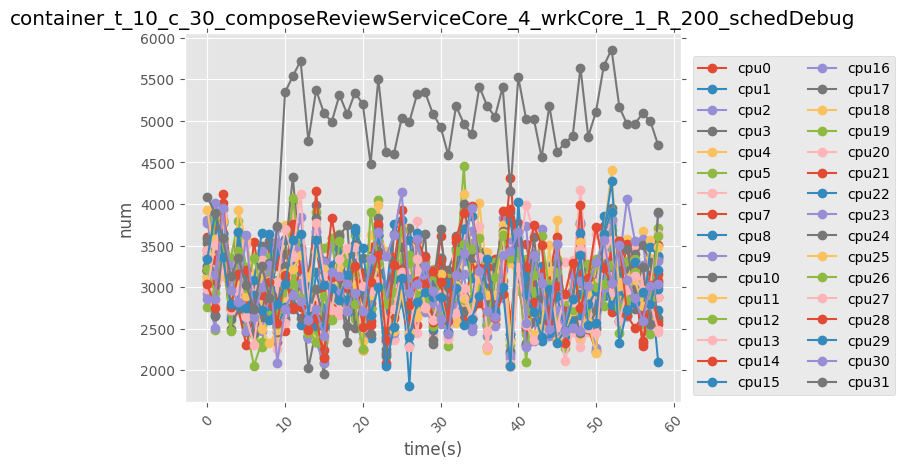 container_t_10_c_30_composeReviewServiceCore_4_wrkCore_1_R_200_schedDebug
num
6000
5500
5000
4500
4000
3500
3000
2500
2000
0 10 20 30 40 50 60
time(s)
cpu0 cpu16
cpu1 cpu17
cpu2 cpu18
cpu3 cpu19
cpu4 cpu20
cpu5 cpu21
cpu6 cpu22
cpu7 cpu23
cpu8 cpu24
cpu9 cpu25
cpu10 cpu26
cpu11 cpu27
cpu12 cpu28
cpu13 cpu29
cpu14 cpu30
cpu15 cpu31